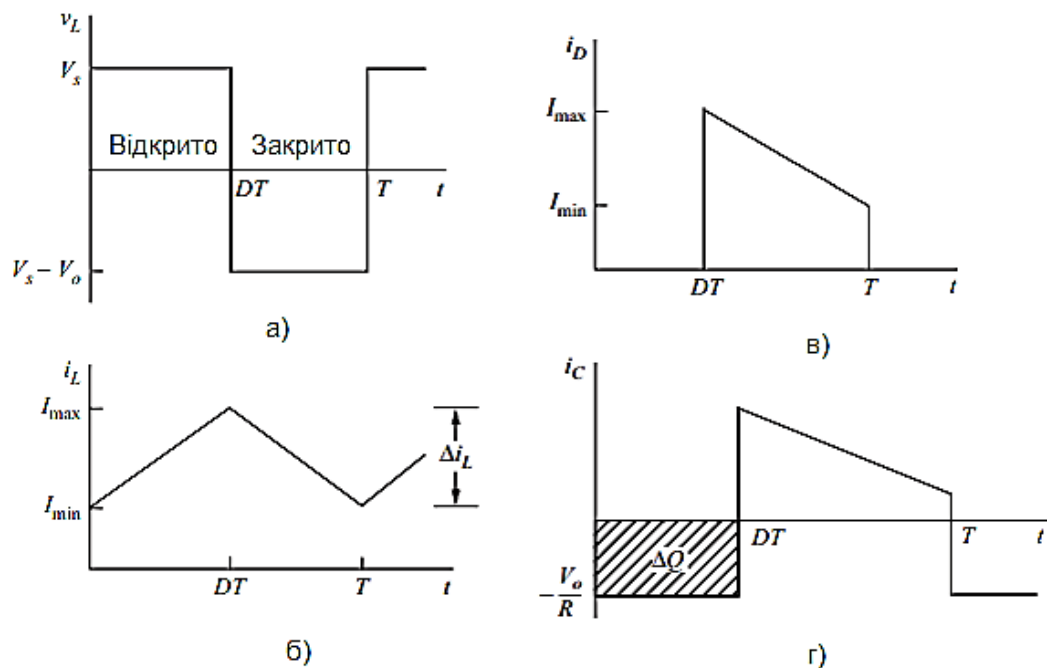 v_L
V_s
Відкрито Закрито
DT T t
V_s − V_o
а)
i_D
I_max
I_min
DT T t
в)
i_L
I_max
Δi_L
I_min
DT T t
б)
i_C
DT T t
ΔQ
−V_o/R
г)